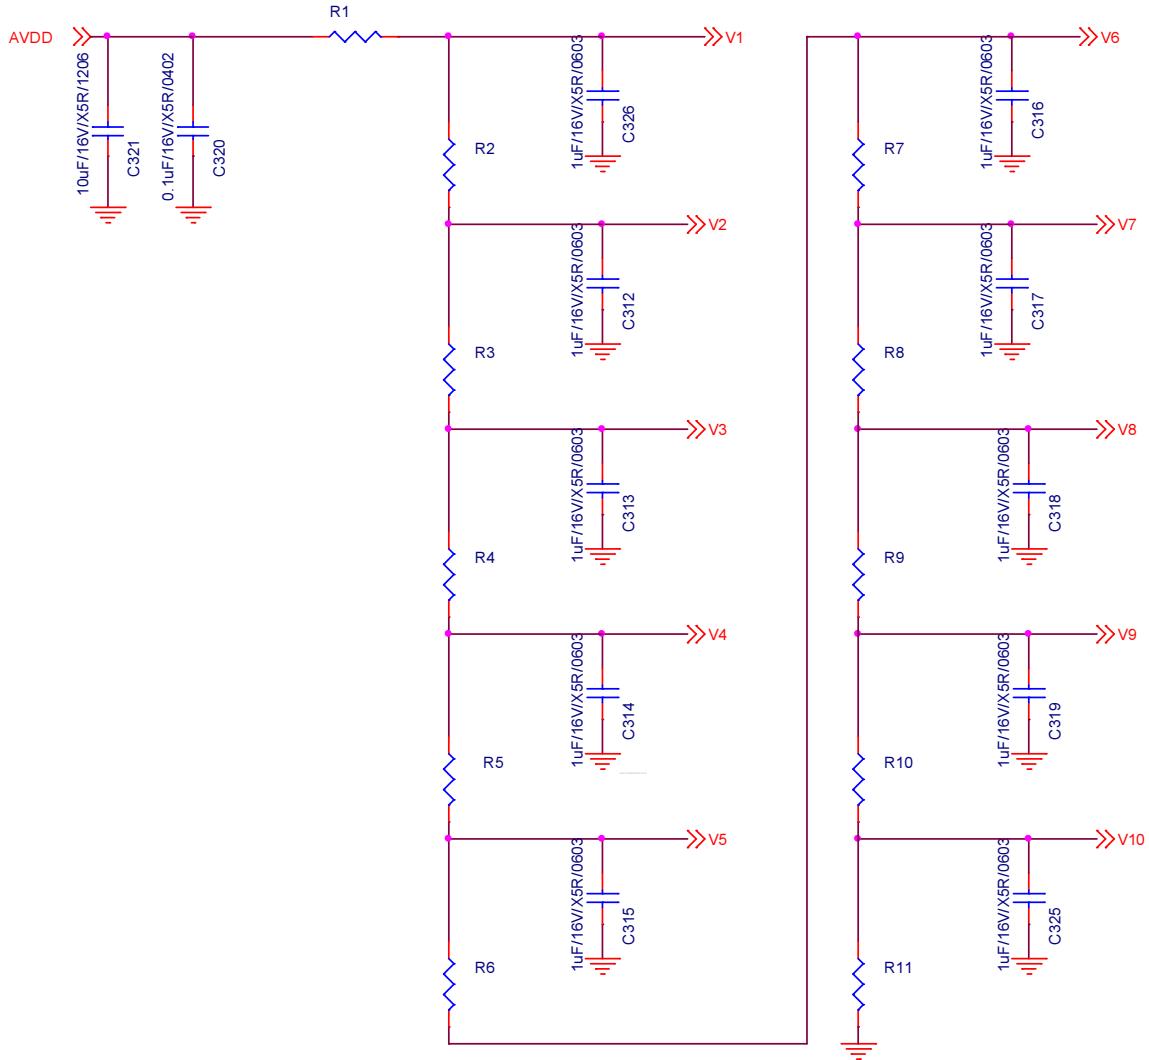 R1
AVDD
V1
V6
10uF/16V/X5R/1206
C321
0.1uF/16V/X5R/0402
C320
R2
1uF/16V/X5R/0603
C326
R7
1uF/16V/X5R/0603
C316
V2
V7
R3
1uF/16V/X5R/0603
C312
R8
1uF/16V/X5R/0603
C317
V3
V8
R4
1uF/16V/X5R/0603
C313
R9
1uF/16V/X5R/0603
C318
V4
V9
R5
1uF/16V/X5R/0603
C314
R10
1uF/16V/X5R/0603
C319
V5
V10
R6
1uF/16V/X5R/0603
C315
R11
1uF/16V/X5R/0603
C325